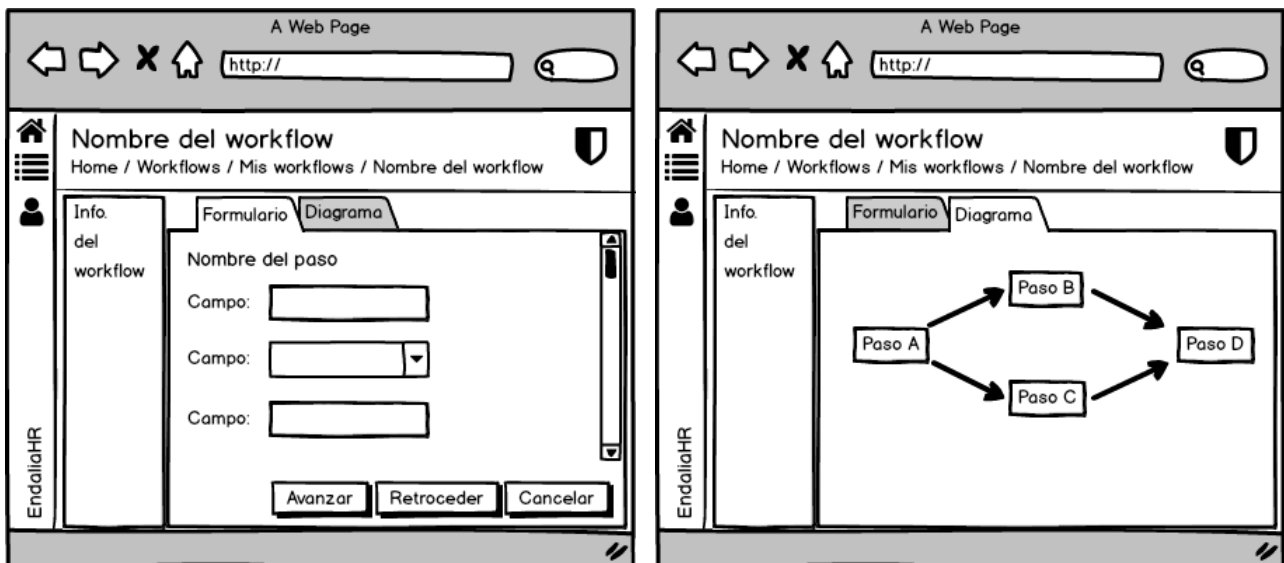 A Web Page
http://
Nombre del workflow
Home / Workflows / Mis workflows / Nombre del workflow
Info.
del
workflow
Formulario
Diagrama
Nombre del paso
Campo:
Campo:
Campo:
Avanzar
Retroceder
Cancelar
EndaliaHR
A Web Page
http://
Nombre del workflow
Home / Workflows / Mis workflows / Nombre del workflow
Info.
del
workflow
Formulario
Diagrama
Paso B
Paso A
Paso D
Paso C
EndaliaHR